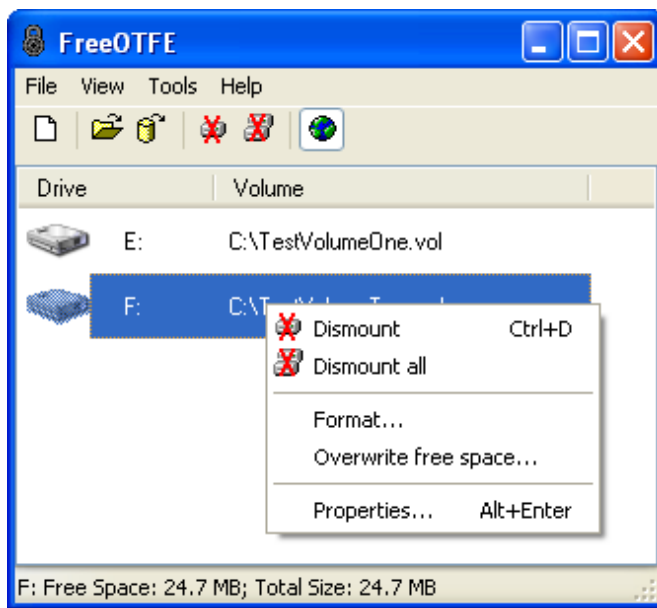 FreeOTFE
File View Tools Help
Drive Volume
E: C:\TestVolumeOne.vol
F:
Dismount Ctrl+D
Dismount all
Format...
Overwrite free space...
Properties... Alt+Enter
F: Free Space: 24.7 MB; Total Size: 24.7 MB